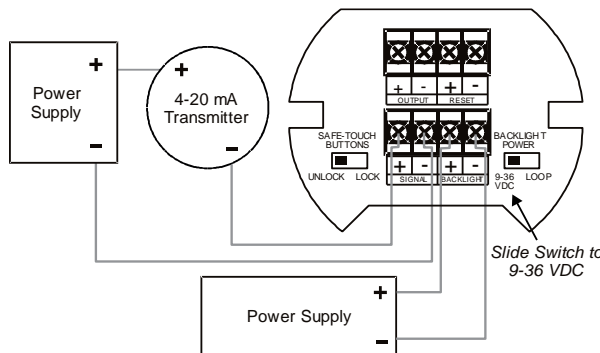 +
Power
Supply
-
+
4-20 mA
Transmitter
-
+ - + -
OUTPUT RESET
SAFE-TOUCH
BUTTONS
UNLOCK LOCK
+ - + -
SIGNAL BACKLIGHT
BACKLIGHT
POWER
9-36
VDC
LOOP
Slide Switch to
9-36 VDC
+
Power Supply
-